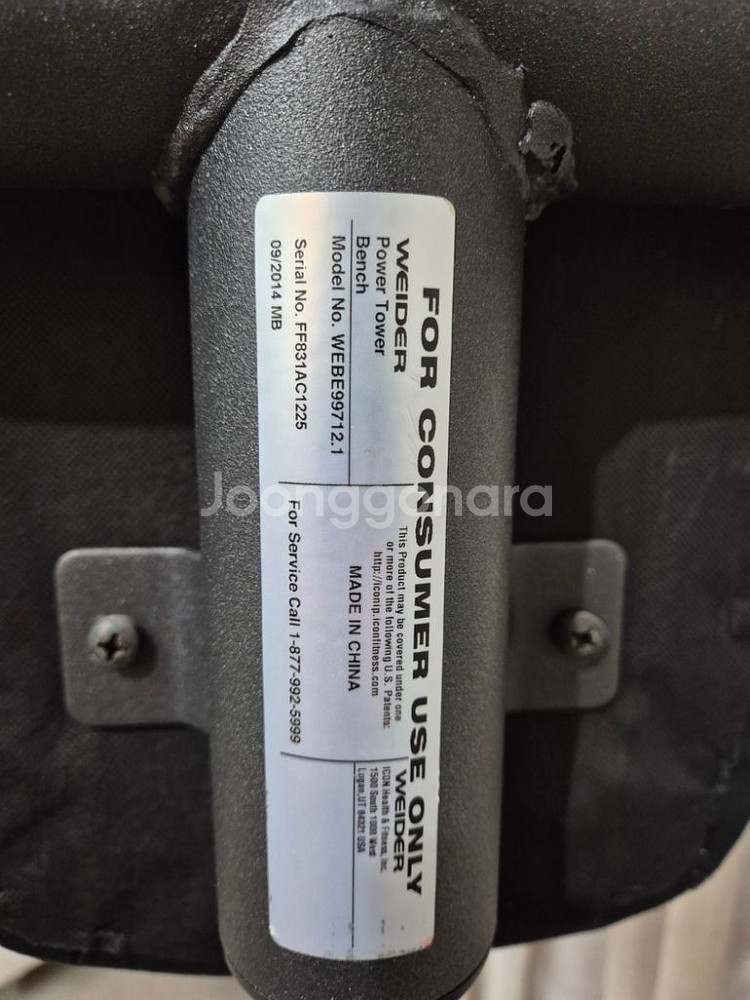 FOR CONSUMER USE ONLY
WEIDER
Power Tower
Bench
Model No. WEBE99712.1
Serial No. FF831AC1225
09/2014 MB
This Product may be covered under one
or more of the following U.S. Patents:
http://iconip.iconfitness.com
MADE IN CHINA
For Service Call 1-877-992-5999
WEIDER
ICON Health & Fitness, Inc.
1500 South 1000 West
Logan, UT 84321 USA
Joonggonara